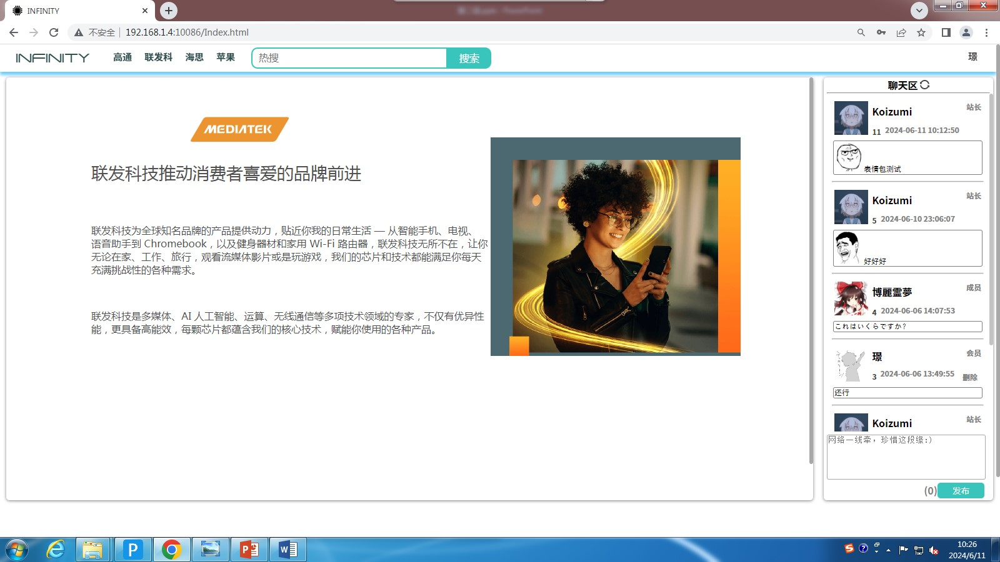 INFINITY
不安全 192.168.1.4:10086/Index.html
INFINITY 高通 联发科 海思 苹果 热搜 搜索 璟
MEDIATEK
联发科技推动消费者喜爱的品牌前进
联发科技为全球知名品牌的产品提供动力，贴近你我的日常生活 — 从智能手机、电视、
语音助手到 Chromebook，以及健身器材和家用 Wi-Fi 路由器，联发科技无所不在，让你
无论在家、工作、旅行，观看流媒体影片或是玩游戏，我们的芯片和技术都能满足你每天
充满挑战性的各种需求。
联发科技是多媒体、AI 人工智能、运算、无线通信等多项技术领域的专家，不仅有优异性
能，更具备高能效，每颗芯片都蕴含我们的核心技术，赋能你使用的各种产品。
聊天区
Koizumi 站长
11 2024-06-11 10:12:50
表情包测试
Koizumi 站长
5 2024-06-10 23:06:07
好好好
博麗霊夢 成员
4 2024-06-06 14:07:53
これはいくらですか？
璟 会员
3 2024-06-06 13:49:55 删除
还行
Koizumi 站长
网络一线牵，珍惜这段缘:)
(0) 发布
10:26
2024/6/11